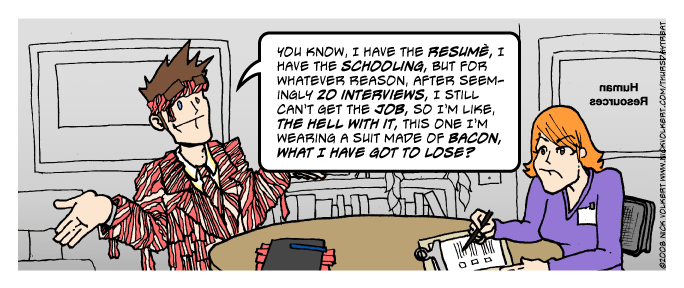 YOU KNOW, I HAVE THE RESUMÈ, I
HAVE THE SCHOOLING, BUT FOR
WHATEVER REASON, AFTER SEEM-
INGLY 20 INTERVIEWS, I STILL
CAN'T GET THE JOB, SO I'M LIKE,
THE HELL WITH IT, THIS ONE I'M
WEARING A SUIT MADE OF BACON,
WHAT I HAVE GOT TO LOSE?
Human
Resources
©2008 NICK VOLKERT WWW.NICKVOLKERT.COM/THURSDAYTREAT